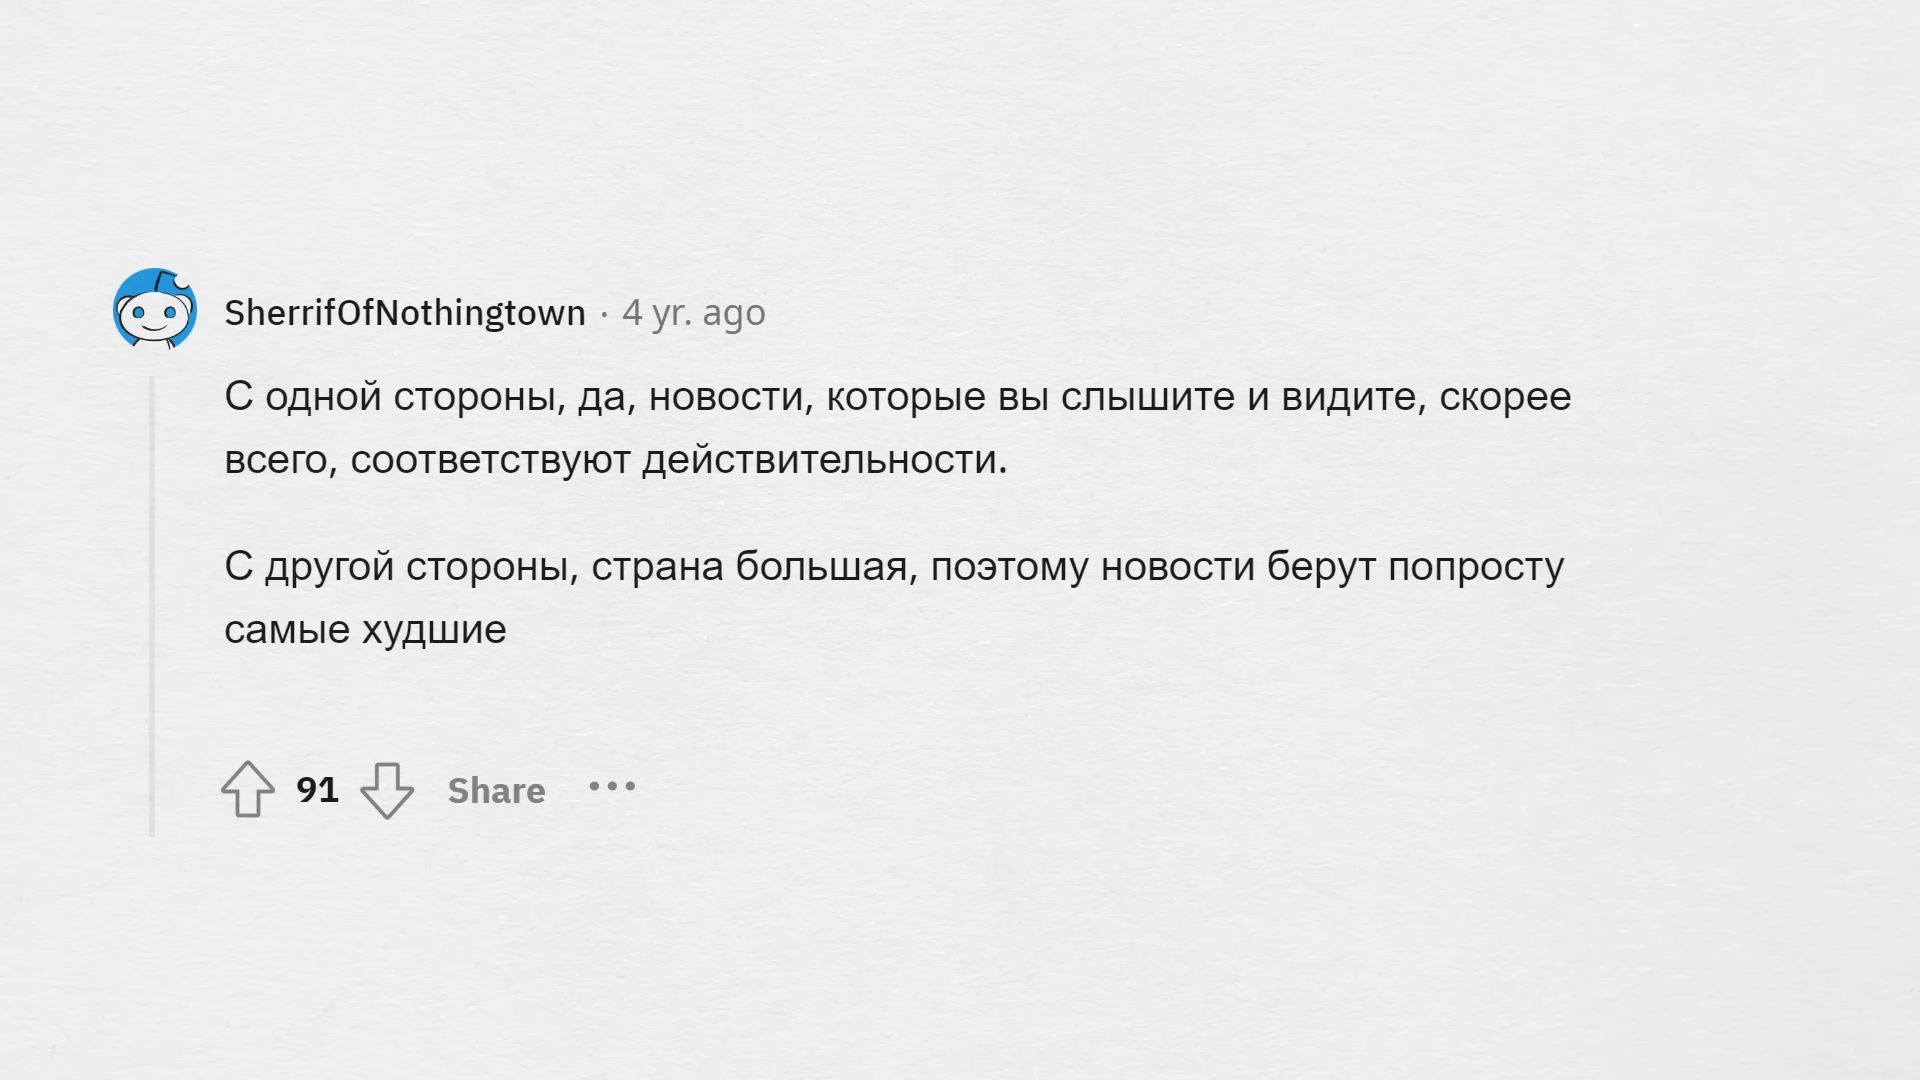 SherrifOfNothingtown · 4 yr. ago
С одной стороны, да, новости, которые вы слышите и видите, скорее
всего, соответствуют действительности.
С другой стороны, страна большая, поэтому новости берут попросту
самые худшие
91 Share ...